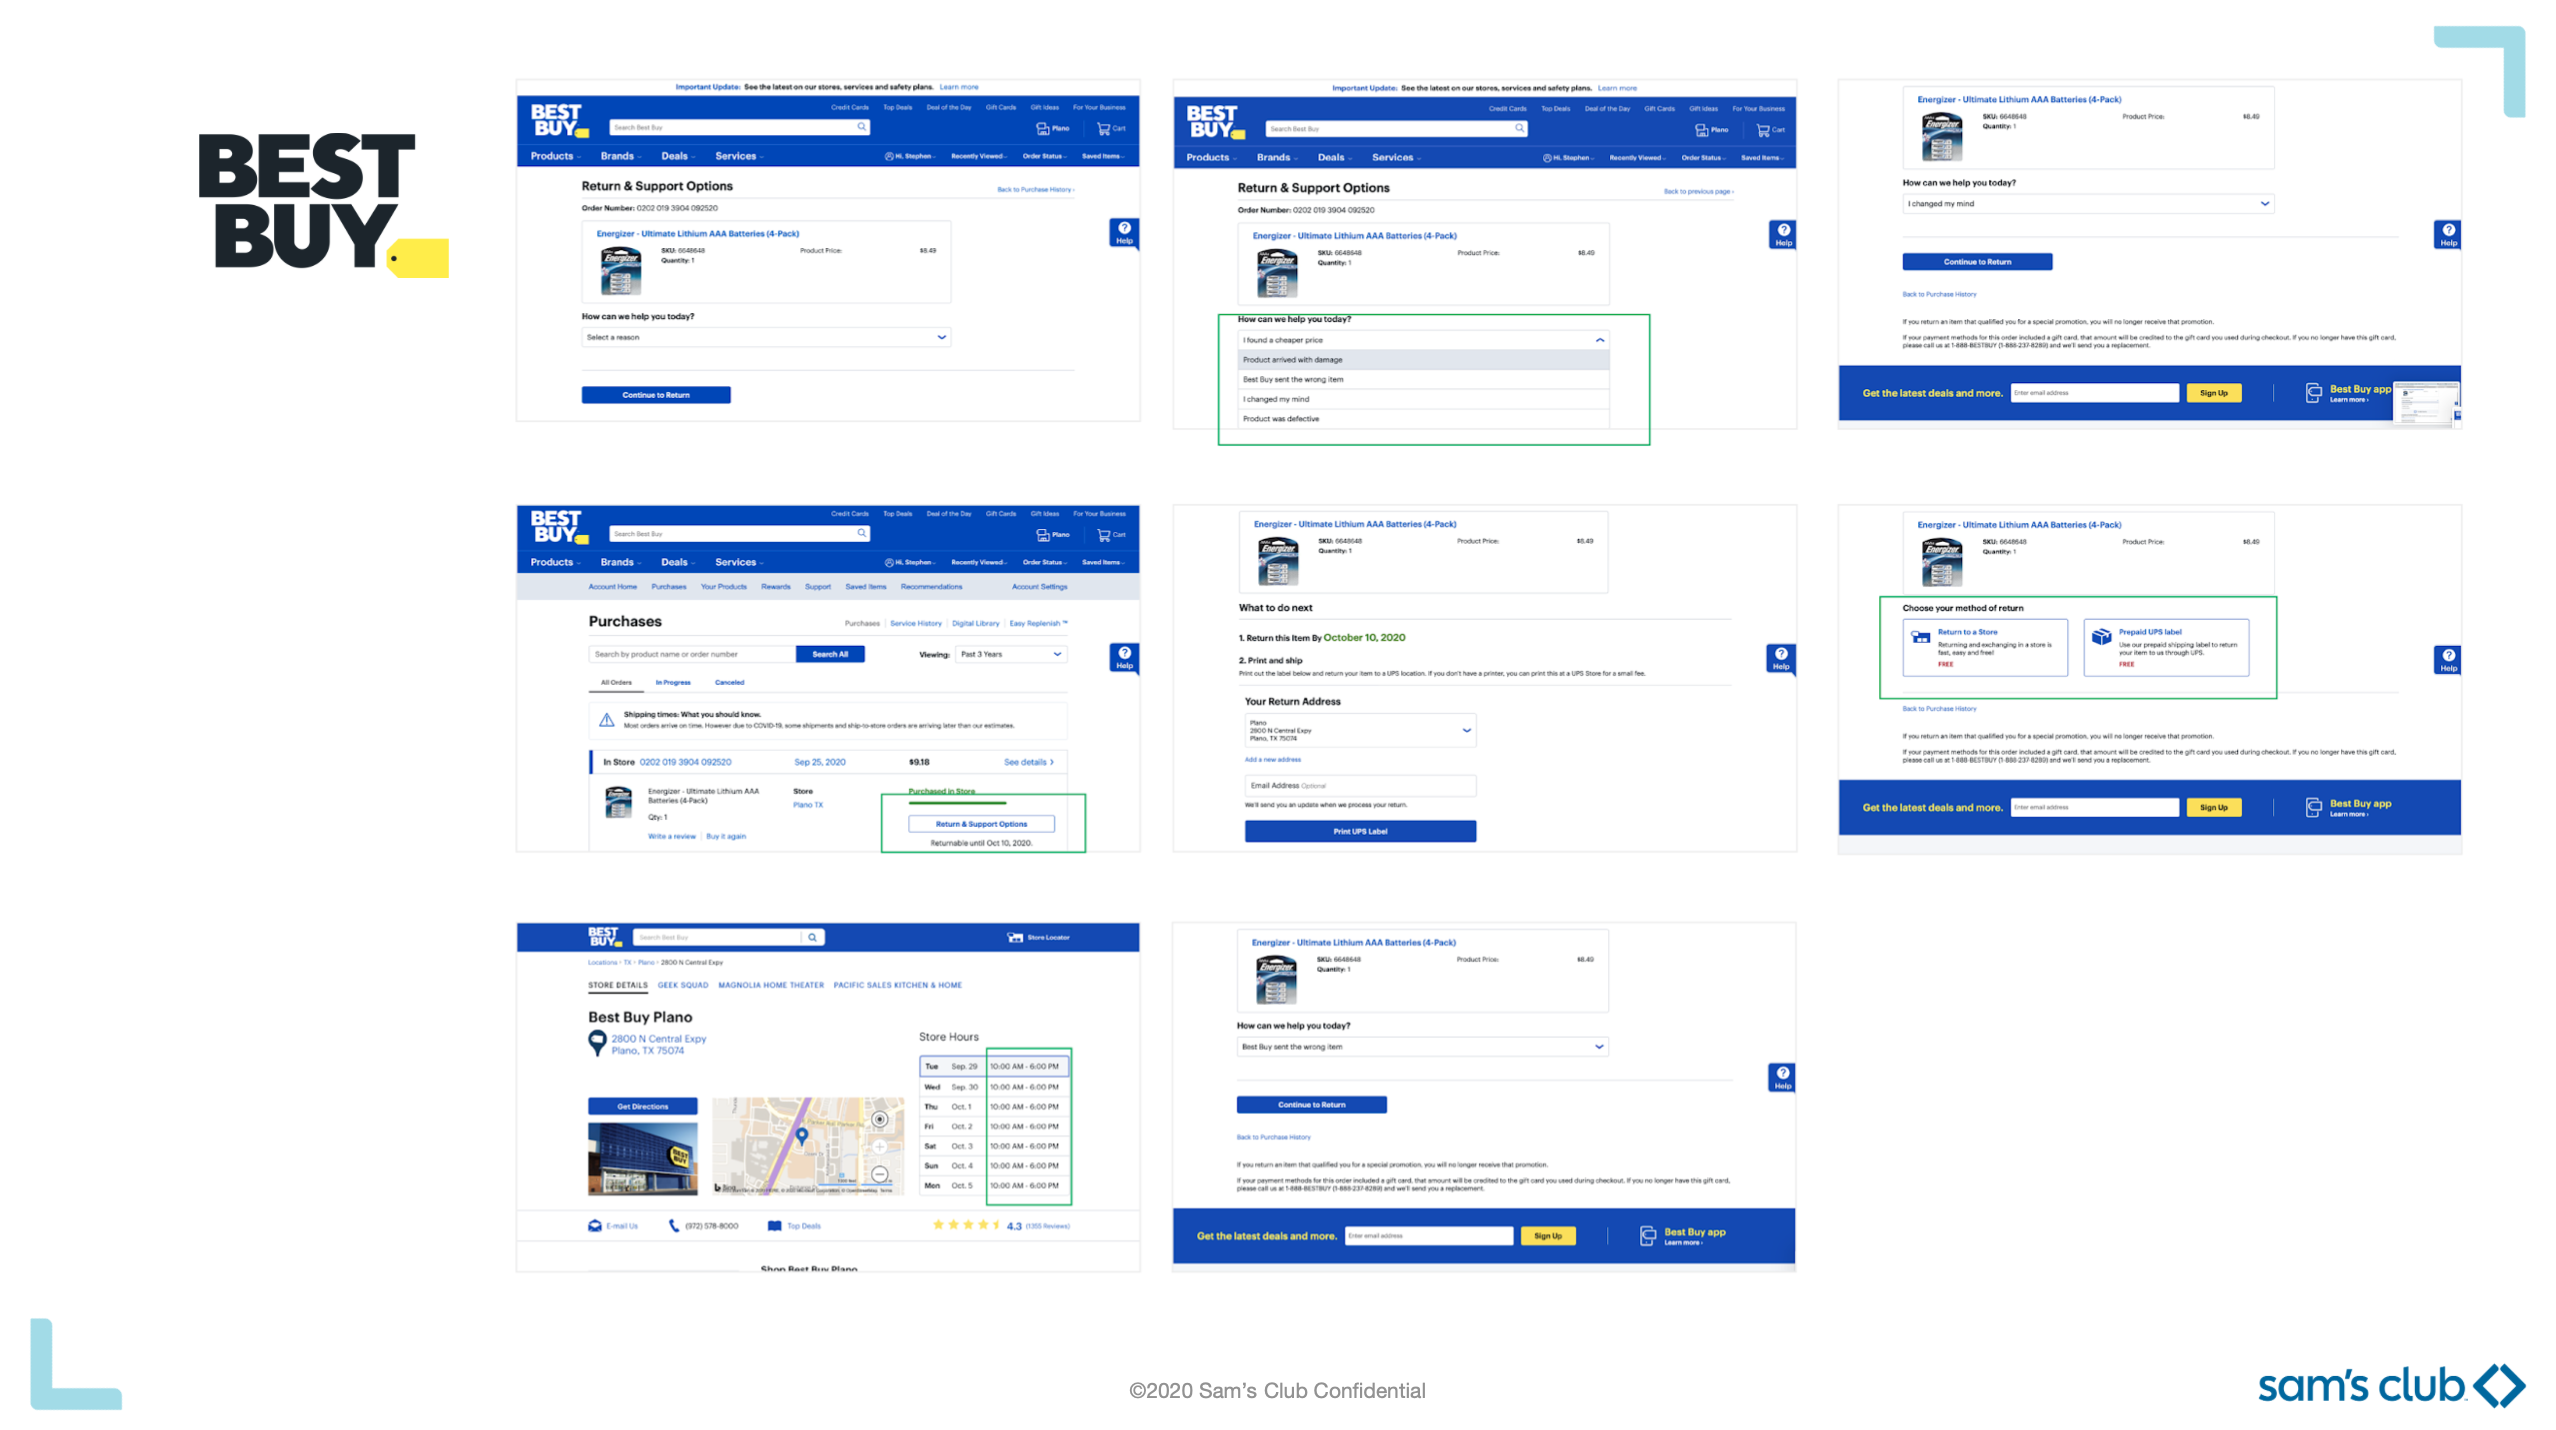 BEST
BUY
Important Update: See the latest on our stores, services and safety plans. Learn more
BEST
BUY
Credit Cards Top Deals Deal of the Day Gift Cards Gift Ideas For Your Business
Search Best Buy
Plano Cart
Products Brands Deals Services
Hi, Stephen Recently Viewed Order Status Saved Items
Return & Support Options
Back to Purchase History
Order Number: 0202 019 3904 092520
Energizer - Ultimate Lithium AAA Batteries (4-Pack)
SKU: 6648648 Product Price: $8.49
Quantity: 1
How can we help you today?
Select a reason
Continue to Return
Help
Important Update: See the latest on our stores, services and safety plans. Learn more
BEST
BUY
Credit Cards Top Deals Deal of the Day Gift Cards Gift Ideas For Your Business
Search Best Buy
Plano Cart
Products Brands Deals Services
Hi, Stephen Recently Viewed Order Status Saved Items
Return & Support Options
Back to previous page
Order Number: 0202 019 3904 092520
Energizer - Ultimate Lithium AAA Batteries (4-Pack)
SKU: 6648648 Product Price: $8.49
Quantity: 1
How can we help you today?
I found a cheaper price
Product arrived with damage
Best Buy sent the wrong item
I changed my mind
Product was defective
Help
Energizer - Ultimate Lithium AAA Batteries (4-Pack)
SKU: 6648648 Product Price: $8.49
Quantity: 1
How can we help you today?
I changed my mind
Continue to Return
Back to Purchase History
If you return an item that qualified you for a special promotion, you will no longer receive that promotion.
If your payment methods for this order included a gift card, that amount will be credited to the gift card you used during checkout. If you no longer have this gift card,
please call us at 1-888-BESTBUY (1-888-237-8289) and we'll send you a replacement.
Get the latest deals and more. Enter email address Sign Up Best Buy app
Learn more
Help
BEST
BUY
Credit Cards Top Deals Deal of the Day Gift Cards Gift Ideas For Your Business
Search Best Buy
Plano Cart
Products Brands Deals Services
Hi, Stephen Recently Viewed Order Status Saved Items
Account Home Purchases Your Products Rewards Support Saved Items Recommendations Account Settings
Purchases
Purchases Service History Digital Library Easy Replenish ™
Search by product name or order number Search All Viewing: Past 3 Years
All Orders In Progress Canceled
Shipping times: What you should know.
Most orders arrive on time. However due to COVID-19, some shipments and ship-to-store orders are arriving later than our estimates.
In Store 0202 019 3904 092520 Sep 25, 2020 $9.18 See details
Energizer - Ultimate Lithium AAA
Batteries (4-Pack)
Qty: 1
Write a review Buy it again
Store
Plano TX
Purchased in Store
Return & Support Options
Returnable until Oct 10, 2020.
Help
Energizer - Ultimate Lithium AAA Batteries (4-Pack)
SKU: 6648648 Product Price: $8.49
Quantity: 1
What to do next
1. Return this Item By October 10, 2020
2. Print and ship
Print out the label below and return your item to a UPS location. If you don't have a printer, you can print this at a UPS Store for a small fee.
Your Return Address
Plano
2800 N Central Expy
Plano, TX 75074
Add a new address
Email Address Optional
We'll send you an update when we process your return.
Print UPS Label
Help
Energizer - Ultimate Lithium AAA Batteries (4-Pack)
SKU: 6648648 Product Price: $8.49
Quantity: 1
Choose your method of return
Return to a Store
Returning and exchanging in a store is
fast, easy and free!
FREE
Prepaid UPS label
Use our prepaid shipping label to return
your item to us through UPS.
FREE
Back to Purchase History
If you return an item that qualified you for a special promotion, you will no longer receive that promotion.
If your payment methods for this order included a gift card, that amount will be credited to the gift card you used during checkout. If you no longer have this gift card,
please call us at 1-888-BESTBUY (1-888-237-8289) and we'll send you a replacement.
Get the latest deals and more. Enter email address Sign Up Best Buy app
Learn more
Help
BEST
BUY
Search Best Buy
Store Locator
Locations TX Plano 2800 N Central Expy
STORE DETAILS GEEK SQUAD MAGNOLIA HOME THEATER PACIFIC SALES KITCHEN & HOME
Best Buy Plano
2800 N Central Expy
Plano, TX 75074
Get Directions
Store Hours
Tue Sep. 29 10:00 AM - 6:00 PM
Wed Sep. 30 10:00 AM - 6:00 PM
Thu Oct. 1 10:00 AM - 6:00 PM
Fri Oct. 2 10:00 AM - 6:00 PM
Sat Oct. 3 10:00 AM - 6:00 PM
Sun Oct. 4 10:00 AM - 6:00 PM
Mon Oct. 5 10:00 AM - 6:00 PM
E-mail Us (972) 578-8000 Top Deals 4.3 (1355 Reviews)
Shop Best Buy Plano
Energizer - Ultimate Lithium AAA Batteries (4-Pack)
SKU: 6648648 Product Price: $8.49
Quantity: 1
How can we help you today?
Best Buy sent the wrong item
Continue to Return
Back to Purchase History
If you return an item that qualified you for a special promotion, you will no longer receive that promotion.
If your payment methods for this order included a gift card, that amount will be credited to the gift card you used during checkout. If you no longer have this gift card,
please call us at 1-888-BESTBUY (1-888-237-8289) and we'll send you a replacement.
Get the latest deals and more. Enter email address Sign Up Best Buy app
Learn more
Help
©2020 Sam's Club Confidential
sam's club